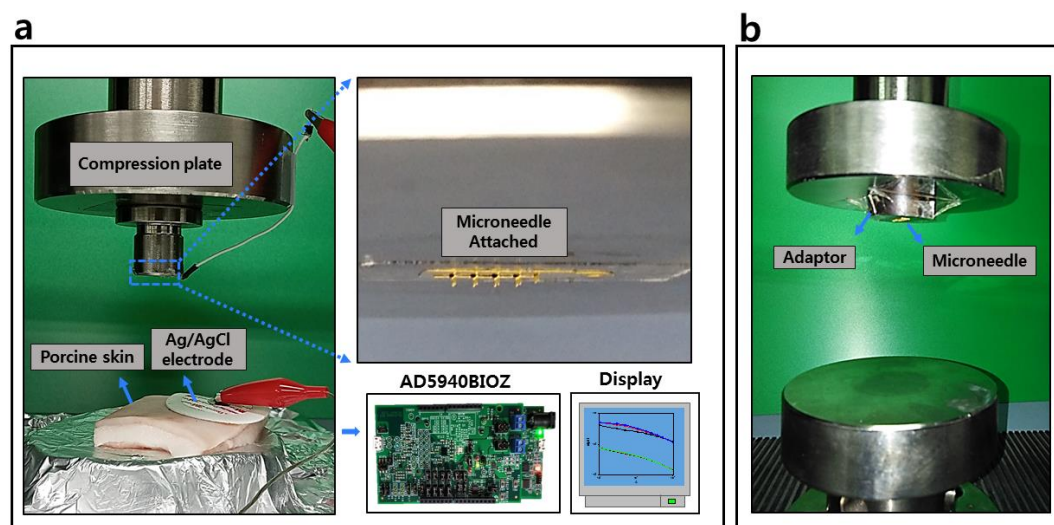 a
b
Compression plate
Microneedle
Attached
Adaptor
Microneedle
Porcine skin
Ag/AgCl
electrode
AD5940BIOZ
Display